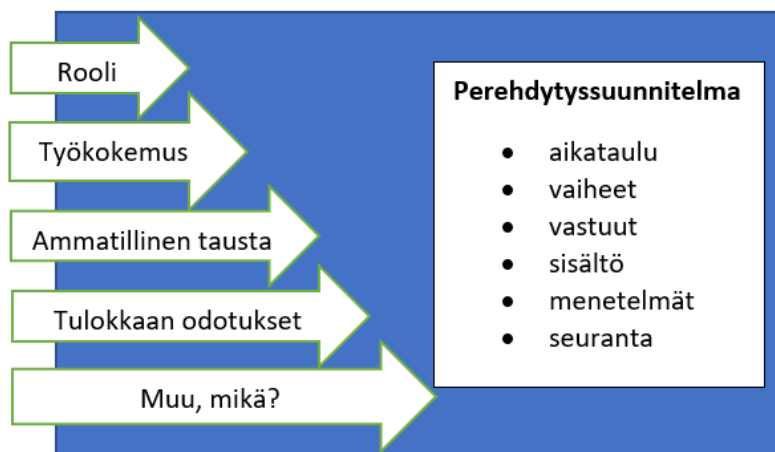 Rooli
Työkokemus
Ammatillinen tausta
Tulokkaan odotukset
Muu, mikä?
Perehdytyssuunnitelma
• aikataulu
• vaiheet
• vastuut
• sisältö
• menetelmät
• seuranta